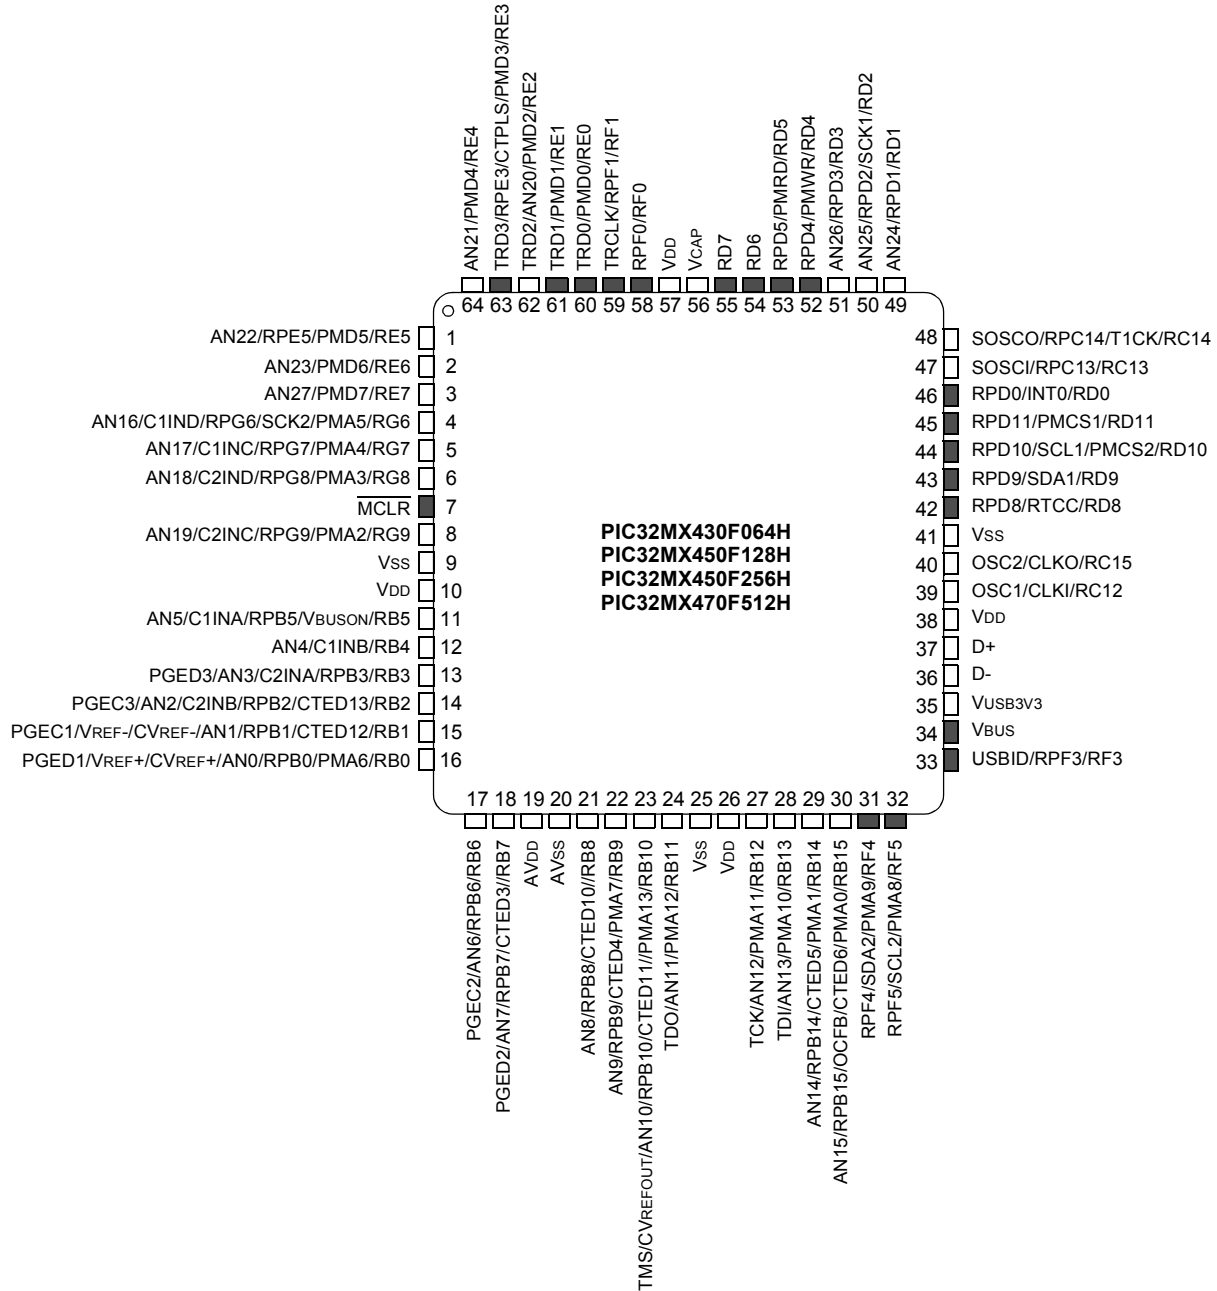 AN21/PMD4/RE4
TRD3/RPE3/CTPLS/PMD3/RE3
TRD2/AN20/PMD2/RE2
TRD1/PMD1/RE1
TRD0/PMD0/RE0
TRCLK/RPF1/RF1
RPF0/RF0
VDD
VCAP
RD7
RD6
RPD5/PMRD/RD5
RPD4/PMWR/RD4
AN26/RPD3/RD3
AN25/RPD2/SCK1/RD2
AN24/RPD1/RD1
64 63 62 61 60 59 58 57 56 55 54 53 52 51 50 49
AN22/RPE5/PMD5/RE5 1
AN23/PMD6/RE6 2
AN27/PMD7/RE7 3
AN16/C1IND/RPG6/SCK2/PMA5/RG6 4
AN17/C1INC/RPG7/PMA4/RG7 5
AN18/C2IND/RPG8/PMA3/RG8 6
MCLR 7
AN19/C2INC/RPG9/PMA2/RG9 8
VSS 9
VDD 10
AN5/C1INA/RPB5/VBUSON/RB5 11
AN4/C1INB/RB4 12
PGED3/AN3/C2INA/RPB3/RB3 13
PGEC3/AN2/C2INB/RPB2/CTED13/RB2 14
PGEC1/VREF-/CVREF-/AN1/RPB1/CTED12/RB1 15
PGED1/VREF+/CVREF+/AN0/RPB0/PMA6/RB0 16
PIC32MX430F064H
PIC32MX450F128H
PIC32MX450F256H
PIC32MX470F512H
48 SOSCO/RPC14/T1CK/RC14
47 SOSCI/RPC13/RC13
46 RPD0/INT0/RD0
45 RPD11/PMCS1/RD11
44 RPD10/SCL1/PMCS2/RD10
43 RPD9/SDA1/RD9
42 RPD8/RTCC/RD8
41 VSS
40 OSC2/CLKO/RC15
39 OSC1/CLKI/RC12
38 VDD
37 D+
36 D-
35 VUSB3V3
34 VBUS
33 USBID/RPF3/RF3
17 18 19 20 21 22 23 24 25 26 27 28 29 30 31 32
PGEC2/AN6/RPB6/RB6
PGED2/AN7/RPB7/CTED3//RB7
AVDD
AVSS
AN8/RPB8/CTED10//RB8
AN9/RPB9/CTED4/PMA7/RB9
TMS/CVREFOUT/AN10/RPB10/CTED11//PMA13/RB10
TDO/AN11/PMA12/RB11
VSS
VDD
TCK/AN12/PMA11/RB12
TDI/AN13/PMA10/RB13
AN14/RPB14/CTED5/PMA1/RB14
AN15/RPB15/OCFB/CTED6/PMA0/RB15
RPF4/SDA2/PMA9/RF4
RPF5/SCL2/PMA8/RF5